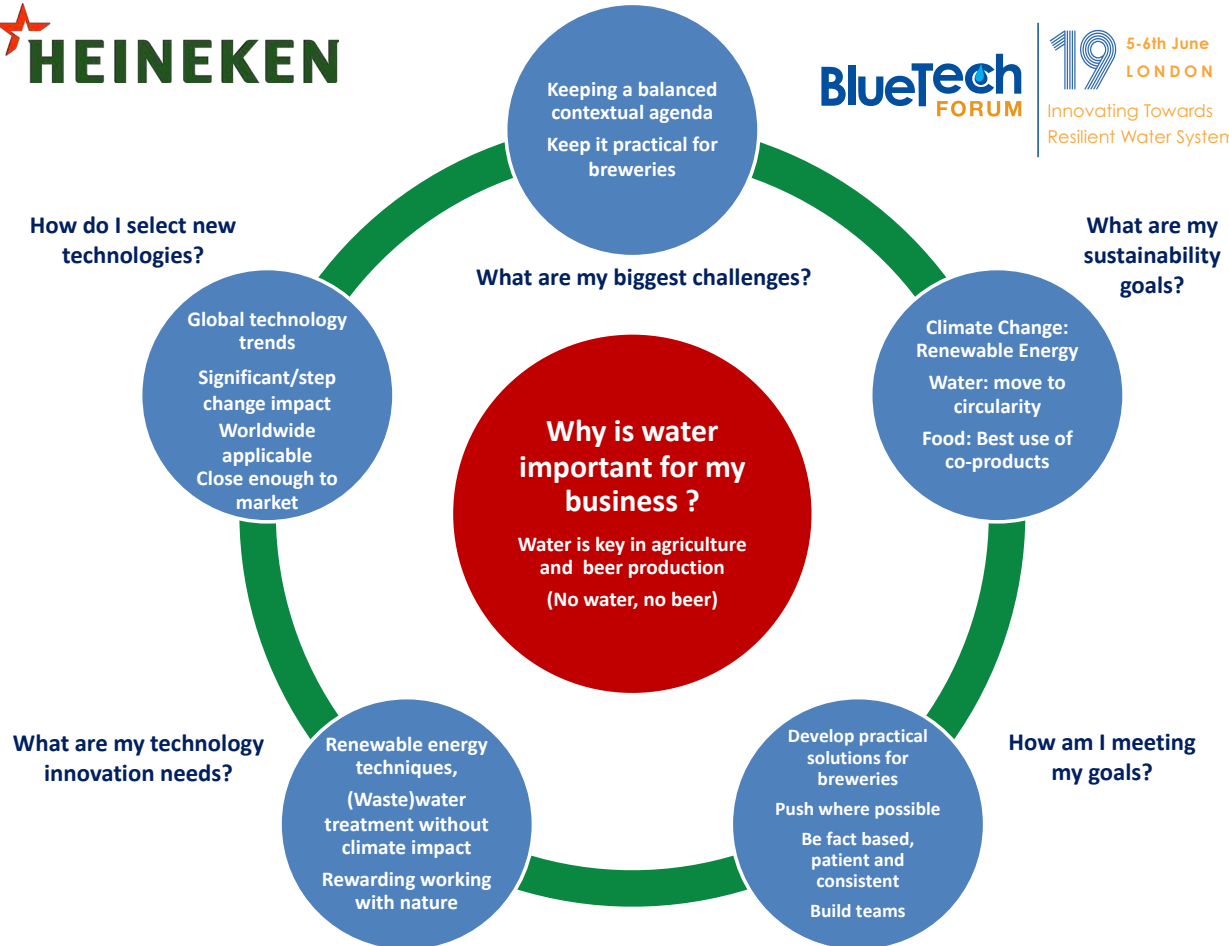 HEINEKEN
BlueTech
FORUM
19
5-6th June
LONDON
Innovating Towards
Resilient Water System
Keeping a balanced
contextual agenda
Keep it practical for
breweries
What are my biggest challenges?
What are my
sustainability
goals?
Climate Change:
Renewable Energy
Water: move to
circularity
Food: Best use of
co-products
How am I meeting
my goals?
Develop practical
solutions for
breweries
Push where possible
Be fact based,
patient and
consistent
Build teams
What are my technology
innovation needs?
Renewable energy
techniques,
(Waste)water
treatment without
climate impact
Rewarding working
with nature
How do I select new
technologies?
Global technology
trends
Significant/step
change impact
Worldwide
applicable
Close enough to
market
Why is water
important for my
business ?
Water is key in agriculture
and beer production
(No water, no beer)